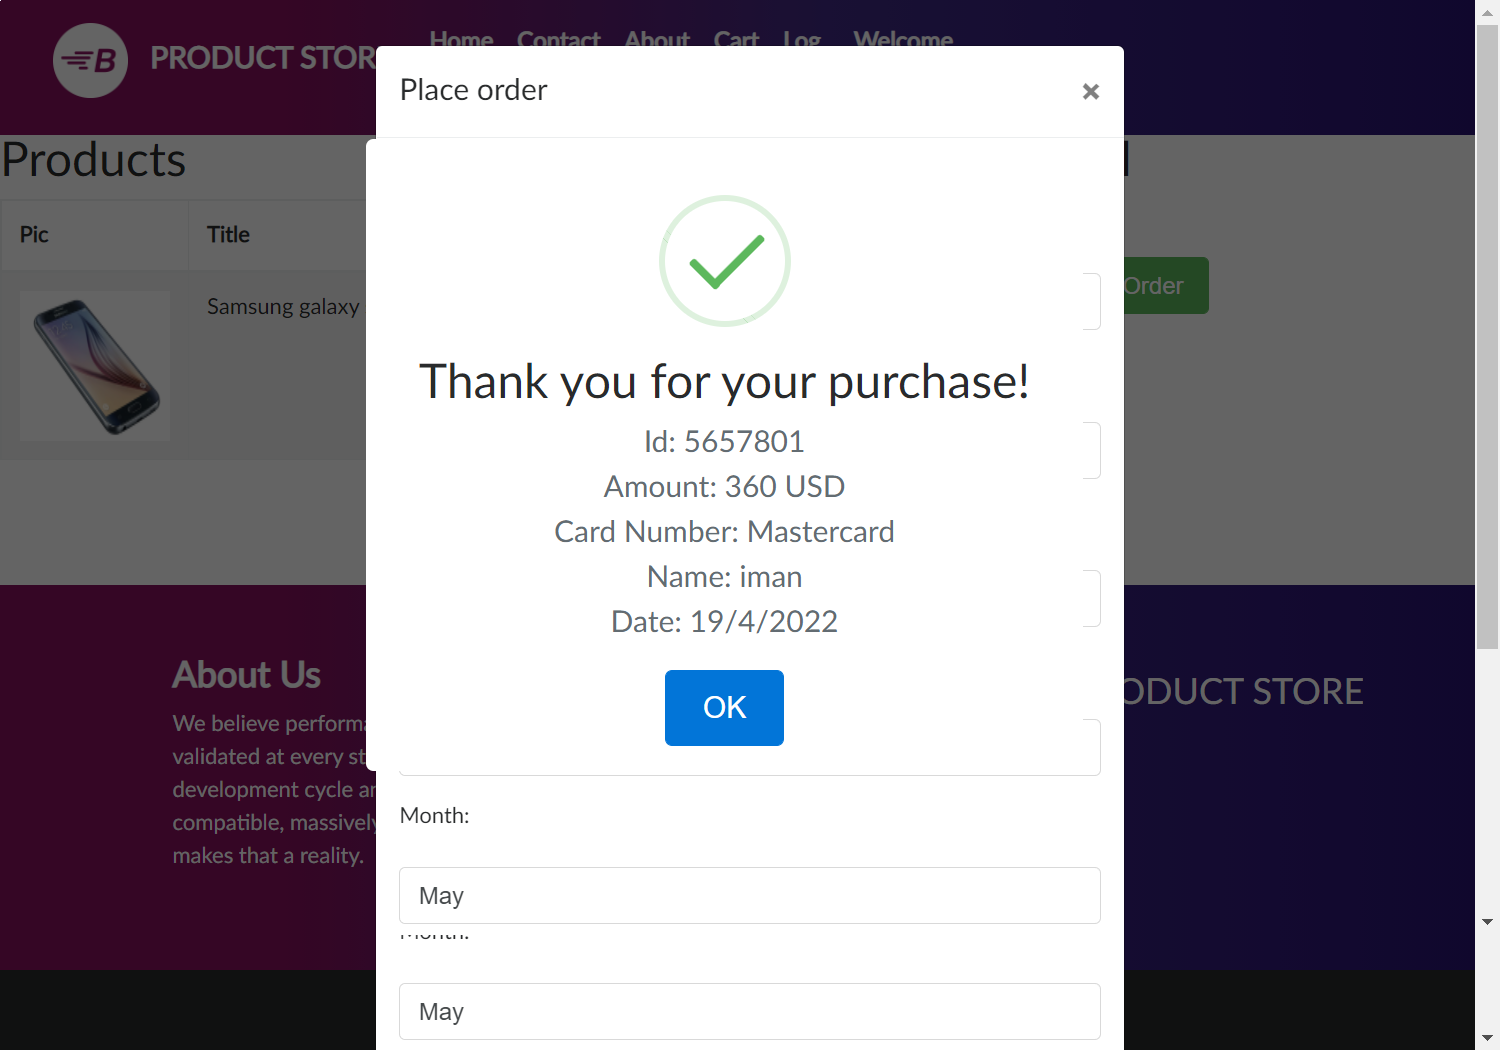 B PRODUCT STOR
Home Contact About Cart Log Welcome
Place order
×
Products
Pic Title
Samsung galaxy
Order
Thank you for your purchase!
Id: 5657801
Amount: 360 USD
Card Number: Mastercard
Name: iman
Date: 19/4/2022
OK
About Us
We believe performa
validated at every st
development cycle ar
compatible, massively
makes that a reality.
ODUCT STORE
Month:
May
Month:
May